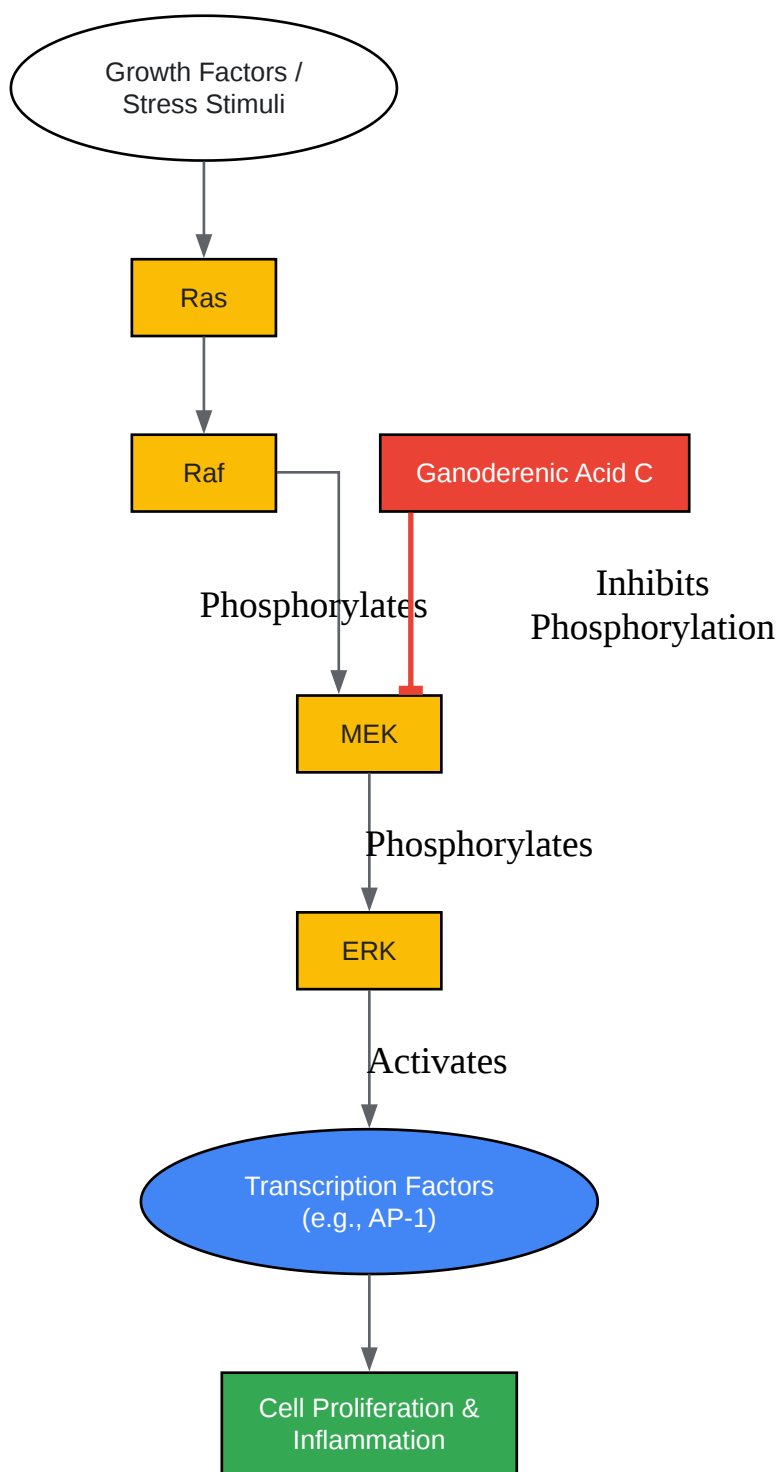 Growth Factors /
Stress Stimuli
Ras
Raf
Ganoderenic Acid C
Phosphorylates
Inhibits
Phosphorylation
MEK
Phosphorylates
ERK
Activates
Transcription Factors
(e.g., AP-1)
Cell Proliferation &
Inflammation